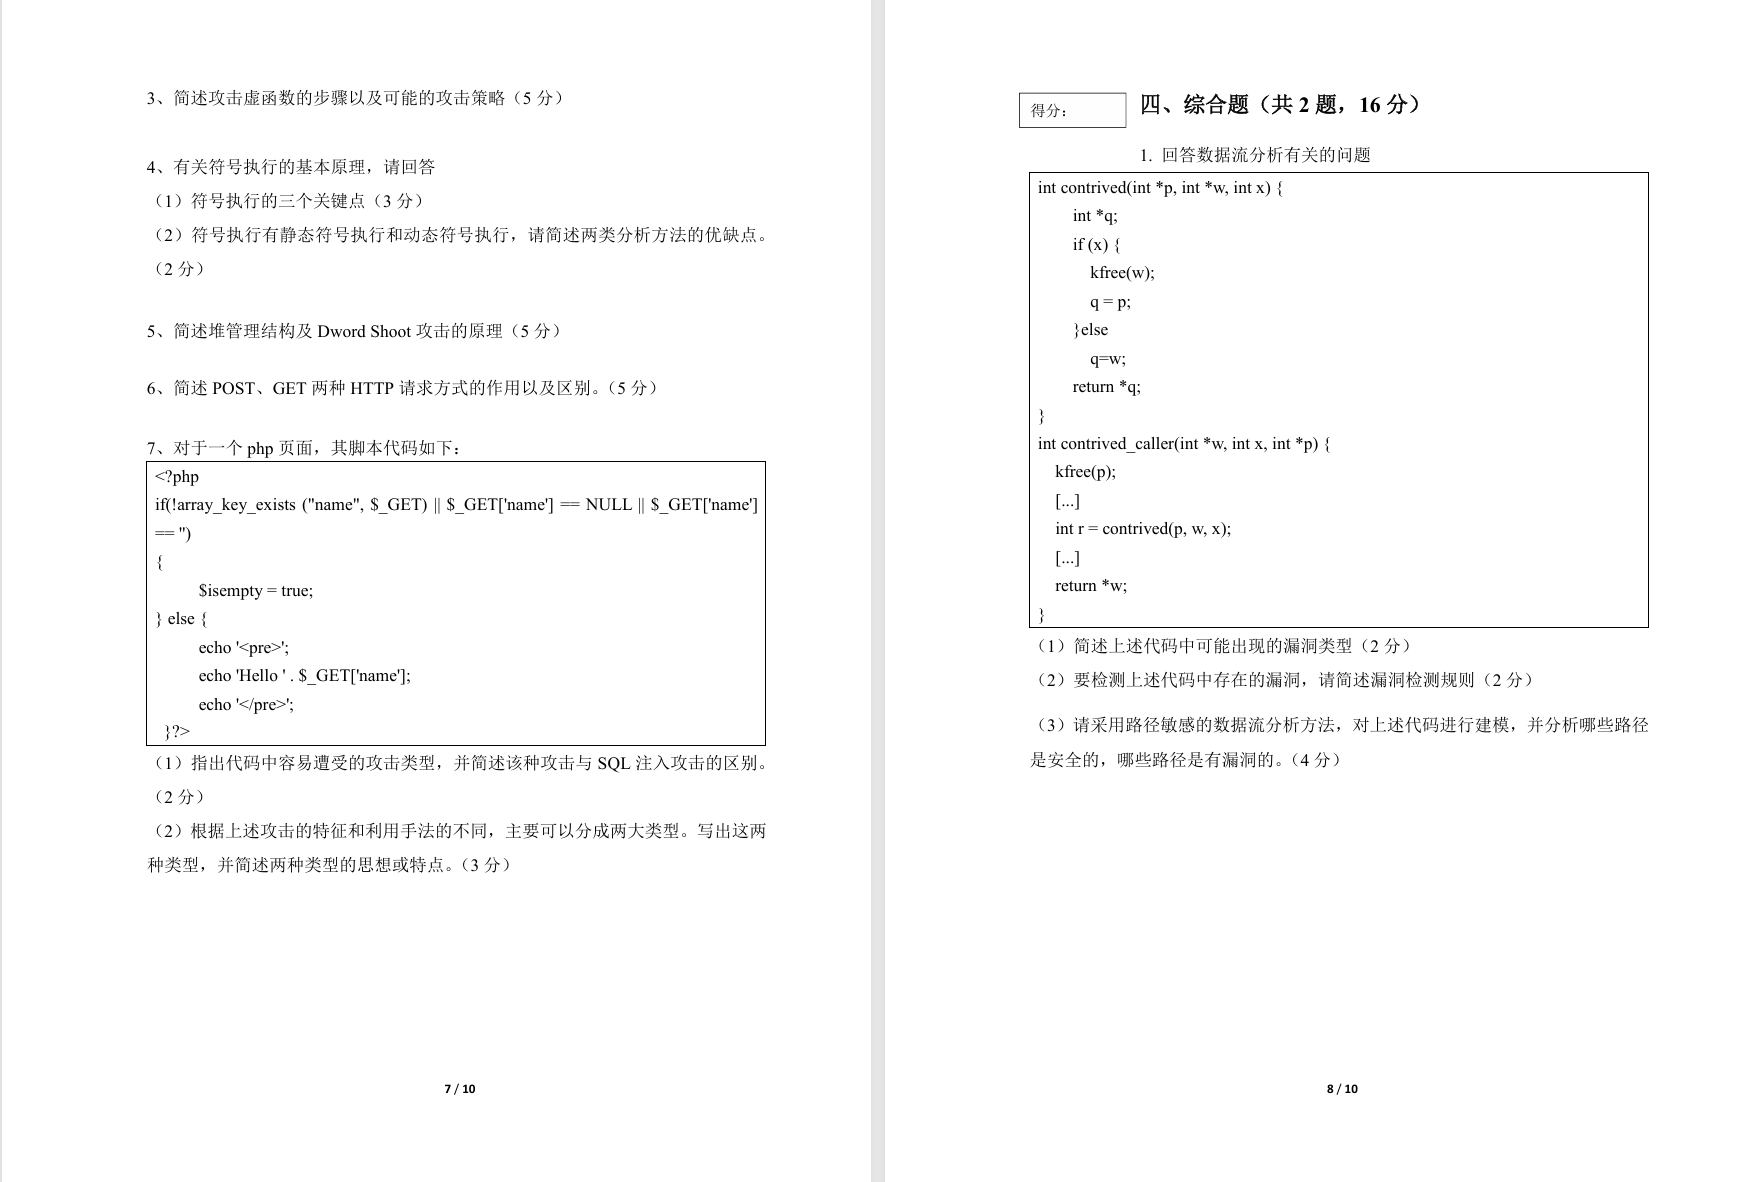 3、简述攻击虚函数的步骤以及可能的攻击策略（5 分）
4、有关符号执行的基本原理，请回答
（1）符号执行的三个关键点（3 分）
（2）符号执行有静态符号执行和动态符号执行，请简述两类分析方法的优缺点。
（2 分）
5、简述堆管理结构及 Dword Shoot 攻击的原理（5 分）
6、简述 POST、GET 两种 HTTP 请求方式的作用以及区别。（5 分）
7、对于一个 php 页面，其脚本代码如下：
<?php
if(!array_key_exists ("name", $_GET) || $_GET['name'] == NULL || $_GET['name']
== '')
{
$isempty = true;
} else {
echo '<pre>';
echo 'Hello ' . $_GET['name'];
echo '</pre>';
}?>
（1）指出代码中容易遭受的攻击类型，并简述该种攻击与 SQL 注入攻击的区别。
（2 分）
（2）根据上述攻击的特征和利用手法的不同，主要可以分成两大类型。写出这两
种类型，并简述两种类型的思想或特点。（3 分）
7 / 10
得分：
四、综合题（共 2 题，16 分）
1. 回答数据流分析有关的问题
int contrived(int *p, int *w, int x) {
int *q;
if (x) {
kfree(w);
q = p;
}else
q=w;
return *q;
}
int contrived_caller(int *w, int x, int *p) {
kfree(p);
[...]
int r = contrived(p, w, x);
[...]
return *w;
}
（1）简述上述代码中可能出现的漏洞类型（2 分）
（2）要检测上述代码中存在的漏洞，请简述漏洞检测规则（2 分）
（3）请采用路径敏感的数据流分析方法，对上述代码进行建模，并分析哪些路径
是安全的，哪些路径是有漏洞的。（4 分）
8 / 10